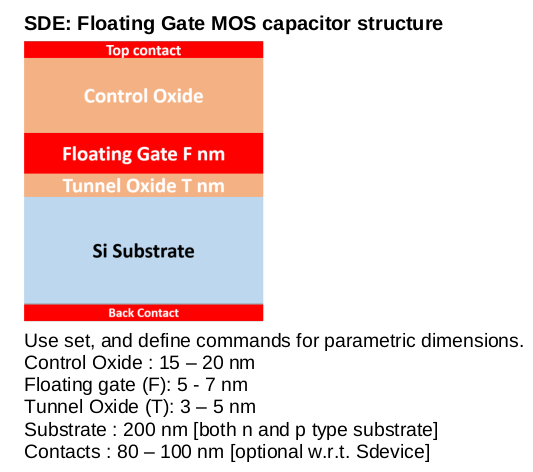 SDE: Floating Gate MOS capacitor structure
Top contact
Control Oxide
Floating Gate F nm
Tunnel Oxide T nm
Si Substrate
Back Contact
Use set, and define commands for parametric dimensions.
Control Oxide : 15 – 20 nm
Floating gate (F): 5 - 7 nm
Tunnel Oxide (T): 3 – 5 nm
Substrate : 200 nm [both n and p type substrate]
Contacts : 80 – 100 nm [optional w.r.t. Sdevice]